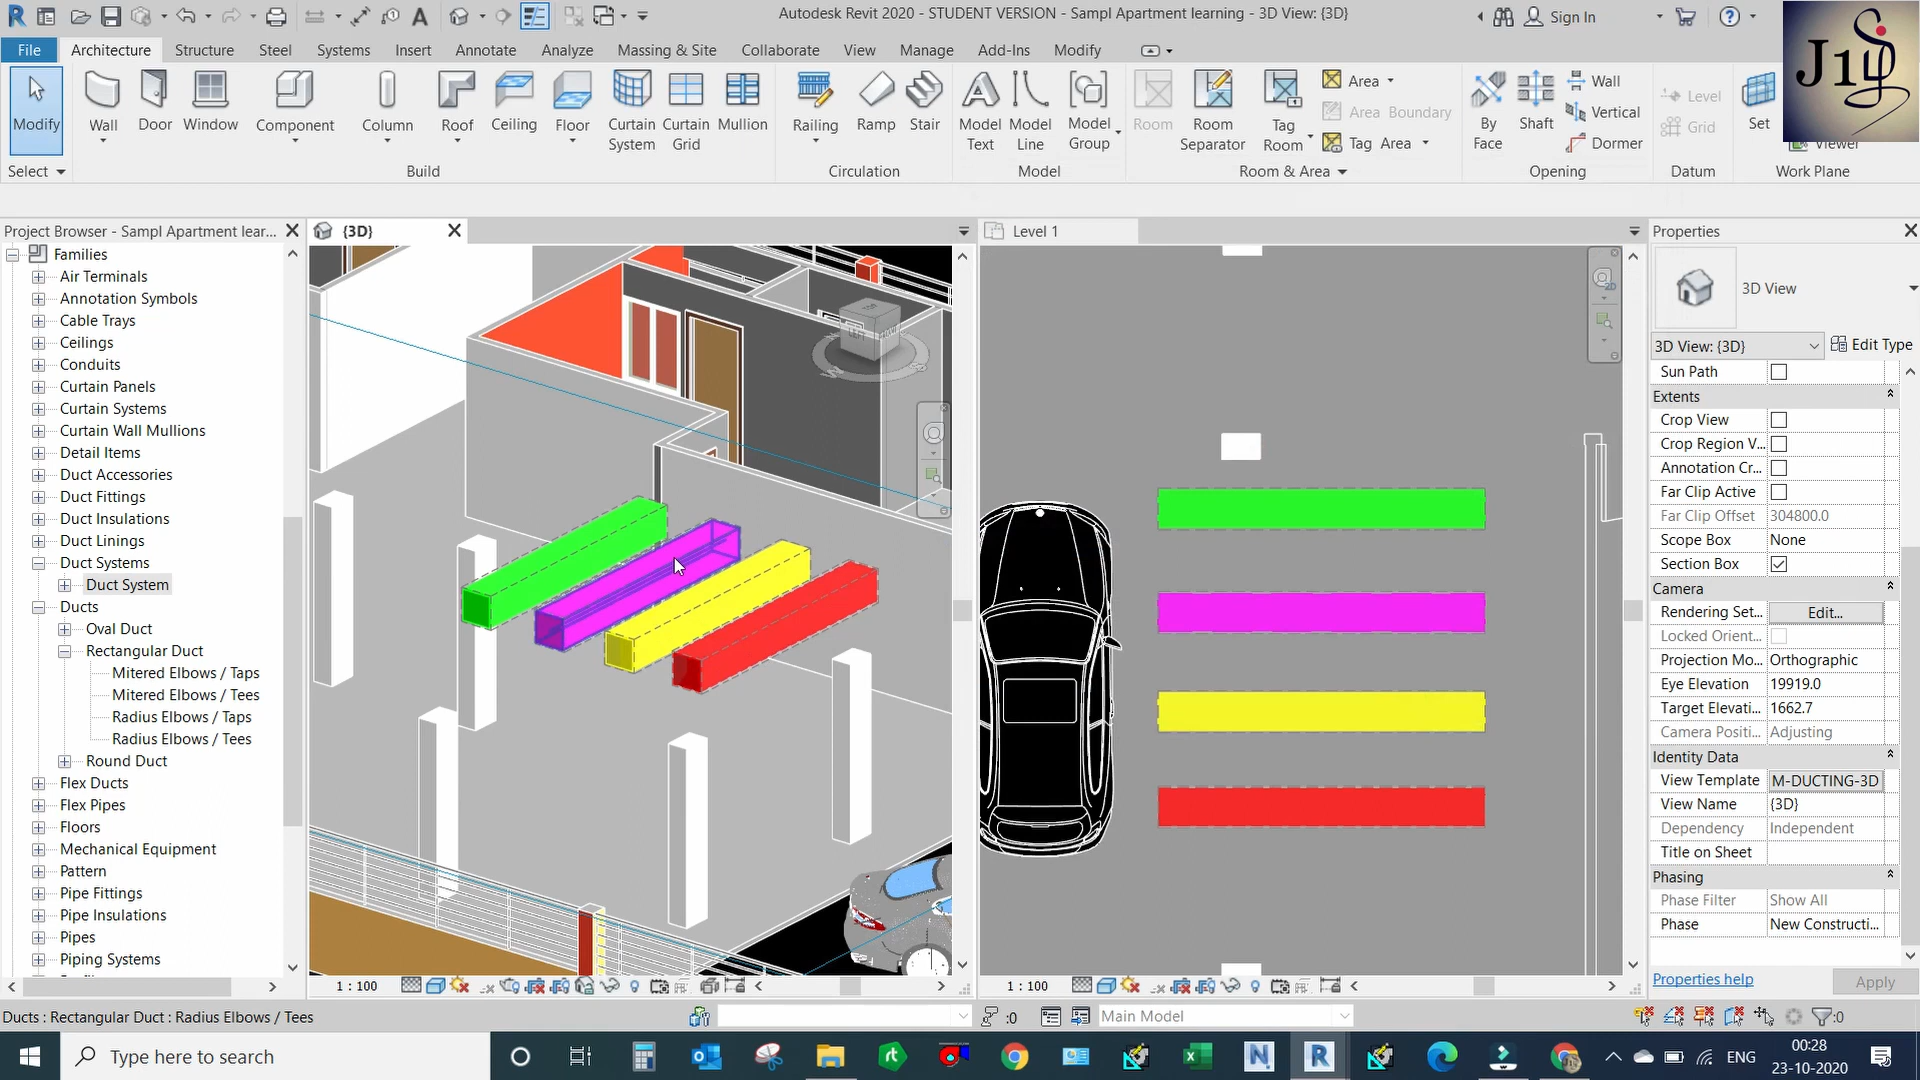 Autodesk Revit 2020 - STUDENT VERSION - Sampl Apartment learning - 3D View: {3D}
Sign In
File Architecture Structure Steel Systems Insert Annotate Analyze Massing & Site Collaborate View Manage Add-Ins Modify
J1
Modify
Wall
Door
Window
Component
Column
Roof
Ceiling
Floor
Curtain System
Curtain Grid
Mullion
Railing
Ramp
Stair
Model Text
Model Line
Model Group
Room
Room Separator
Tag Room
Area
Area Boundary
Tag Area
By Face
Shaft
Wall
Vertical
Dormer
Level
Grid
Set
Viewer
Select
Build
Circulation
Model
Room & Area
Opening
Datum
Work Plane
Project Browser - Sampl Apartment lear...
Families
Air Terminals
Annotation Symbols
Cable Trays
Ceilings
Conduits
Curtain Panels
Curtain Systems
Curtain Wall Mullions
Detail Items
Duct Accessories
Duct Fittings
Duct Insulations
Duct Linings
Duct Systems
Duct System
Ducts
Oval Duct
Rectangular Duct
Mitered Elbows / Taps
Mitered Elbows / Tees
Radius Elbows / Taps
Radius Elbows / Tees
Round Duct
Flex Ducts
Flex Pipes
Floors
Mechanical Equipment
Pattern
Pipe Fittings
Pipe Insulations
Pipes
Piping Systems
{3D}
1 : 100
Level 1
1 : 100
Properties
3D View
3D View: {3D}
Edit Type
Sun Path
Extents
Crop View
Crop Region V...
Annotation Cr...
Far Clip Active
Far Clip Offset 304800.0
Scope Box None
Section Box
Camera
Rendering Set... Edit...
Locked Orient...
Projection Mo... Orthographic
Eye Elevation 19919.0
Target Elevati... 1662.7
Camera Positi... Adjusting
Identity Data
View Template M-DUCTING-3D
View Name {3D}
Dependency Independent
Title on Sheet
Phasing
Phase Filter Show All
Phase New Constructi...
Properties help
Apply
Ducts : Rectangular Duct : Radius Elbows / Tees
:0
Main Model
:0
Type here to search
ENG
00:28
23-10-2020